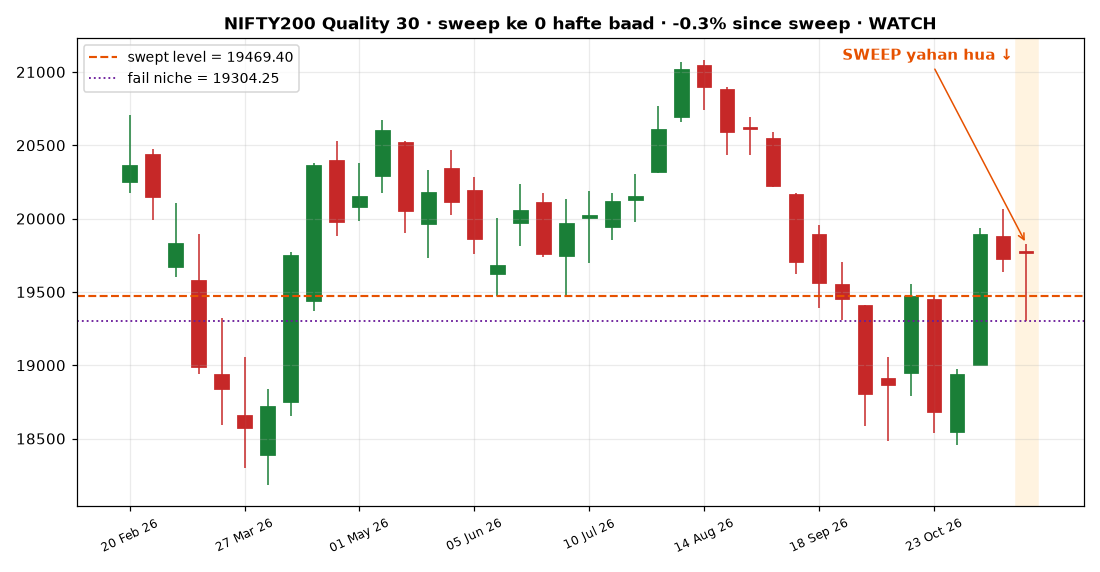 NIFTY200 Quality 30 · sweep ke 0 hafte baad · -0.3% since sweep · WATCH
swept level = 19469.40
fail niche = 19304.25
SWEEP yahan hua ↓
21000
20500
20000
19500
19000
18500
20 Feb 26
27 Mar 26
01 May 26
05 Jun 26
10 Jul 26
14 Aug 26
18 Sep 26
23 Oct 26